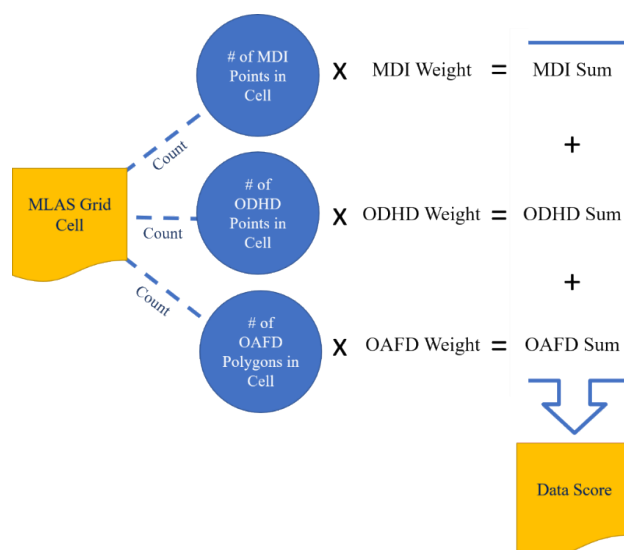 # of MDI
Points in
Cell
X MDI Weight = MDI Sum
Count
+
MLAS Grid
Cell
# of
ODHD
Points in
Cell
Count
X ODHD Weight = ODHD Sum
+
Count
# of
OAFD
Polygons in
Cell
X OAFD Weight = OAFD Sum
Data Score